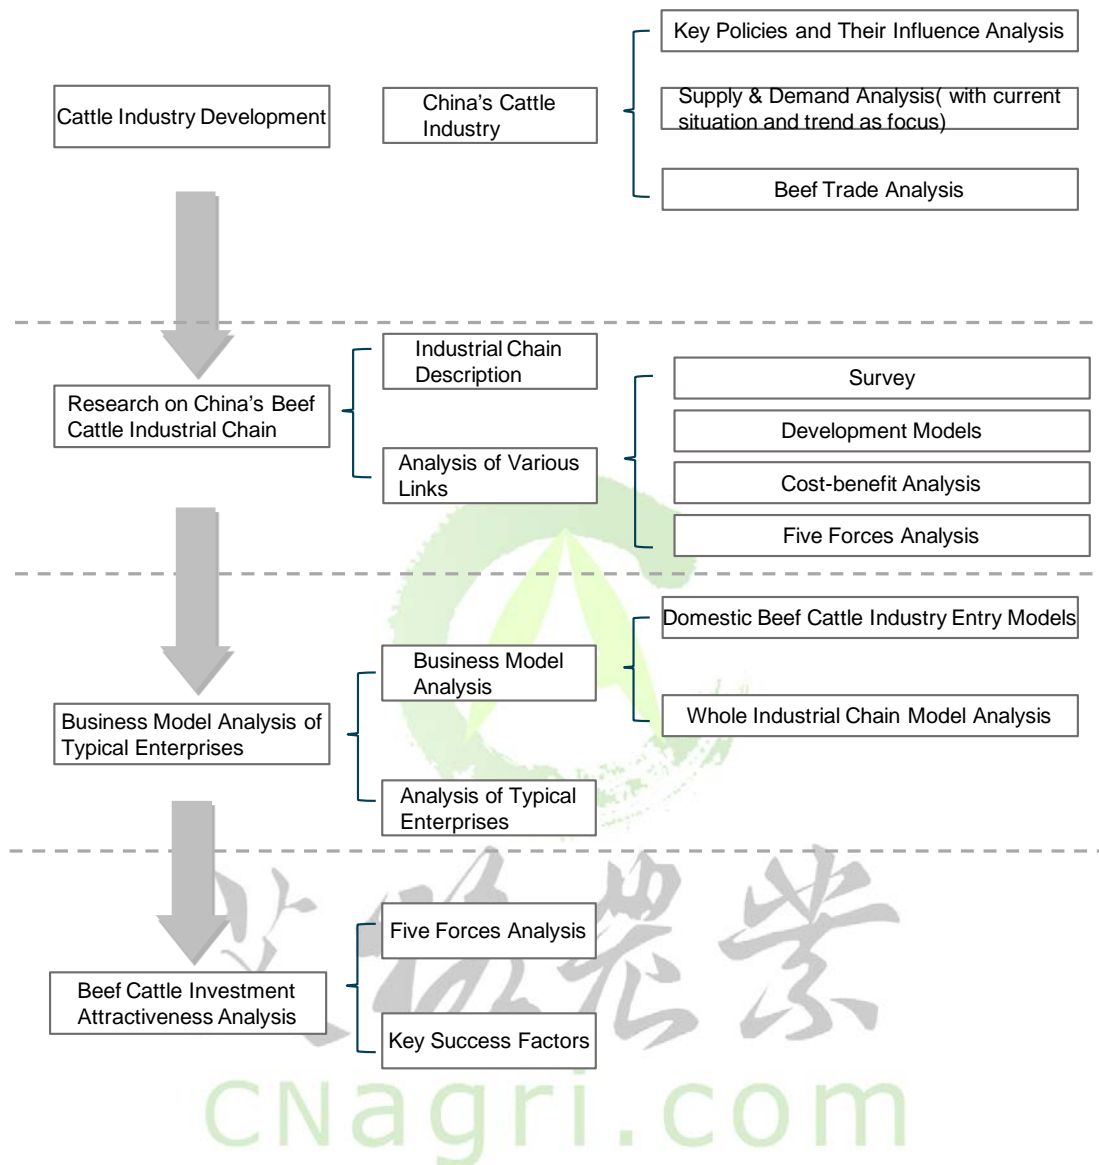 Key Policies and Their Influence Analysis
Cattle Industry Development
China’s Cattle
Industry
Supply & Demand Analysis( with current
situation and trend as focus)
Beef Trade Analysis
Research on China’s Beef
Cattle Industrial Chain
Industrial Chain
Description
Analysis of Various
Links
Survey
Development Models
Cost-benefit Analysis
Five Forces Analysis
Business Model Analysis of
Typical Enterprises
Business Model
Analysis
Analysis of Typical
Enterprises
Domestic Beef Cattle Industry Entry Models
Whole Industrial Chain Model Analysis
Beef Cattle Investment
Attractiveness Analysis
Five Forces Analysis
Key Success Factors
CNagri.com